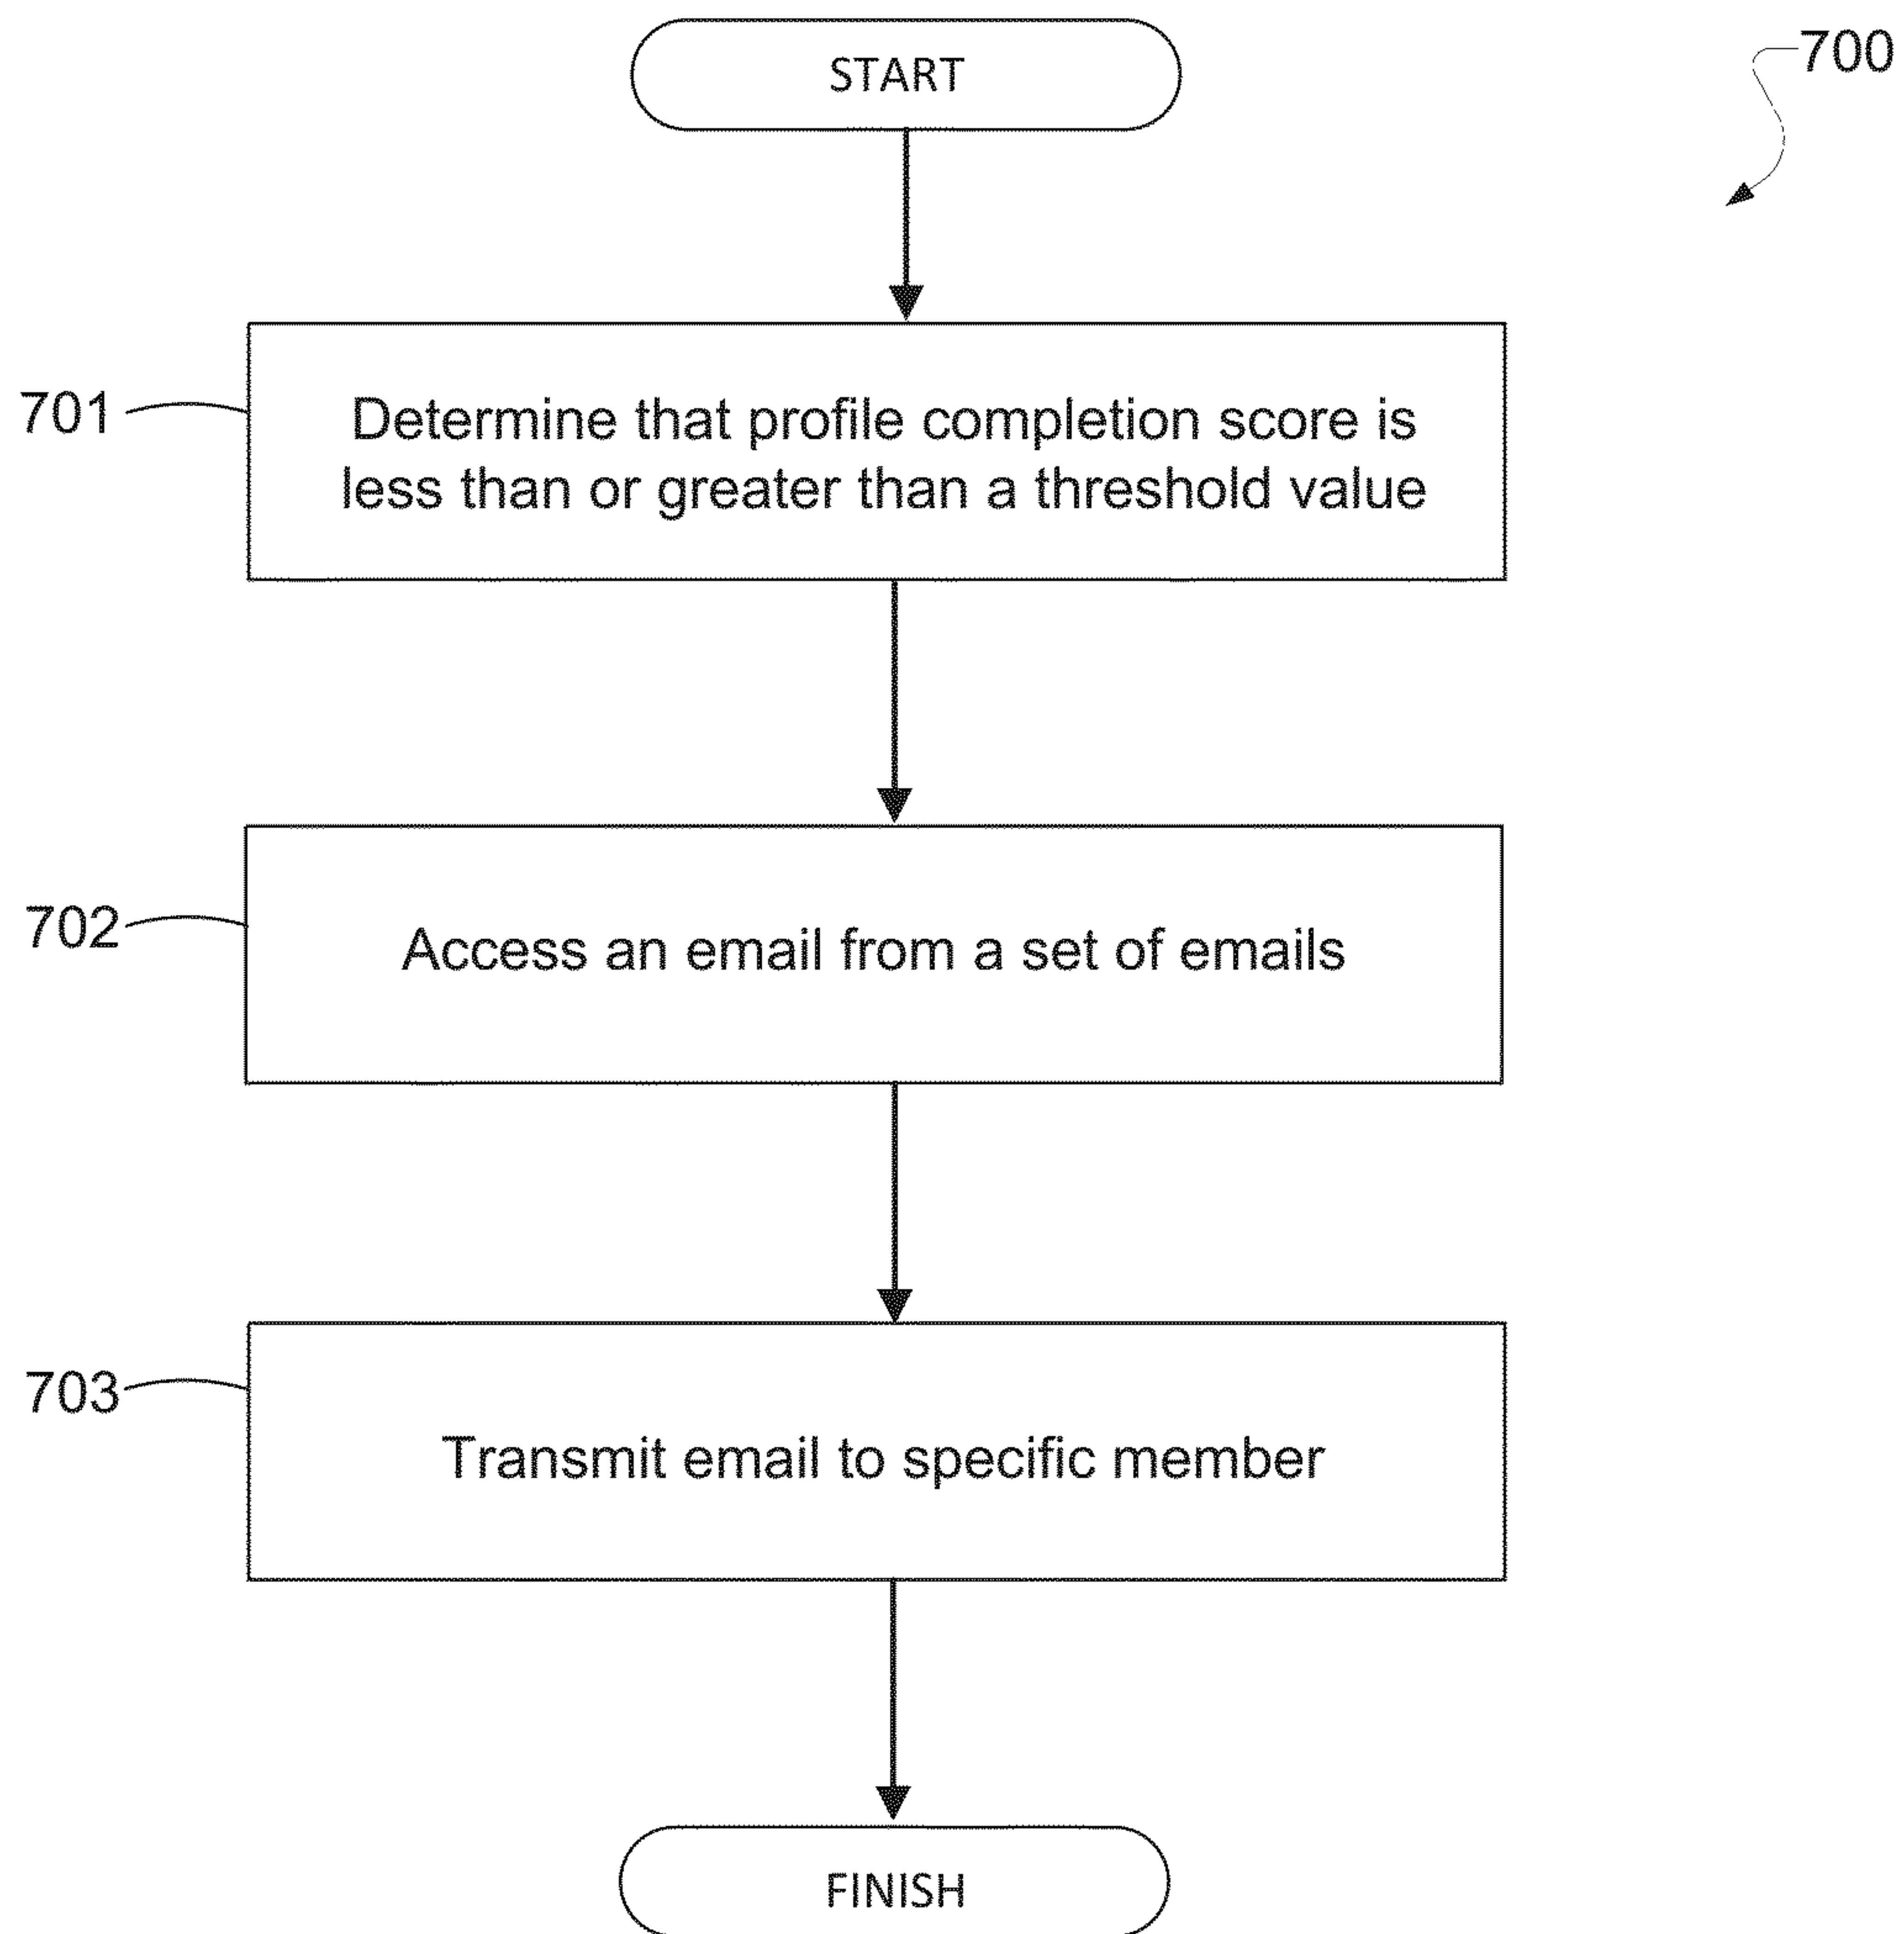 START
700
701
Determine that profile completion score is
less than or greater than a threshold value
702
Access an email from a set of emails
703
Transmit email to specific member
FINISH